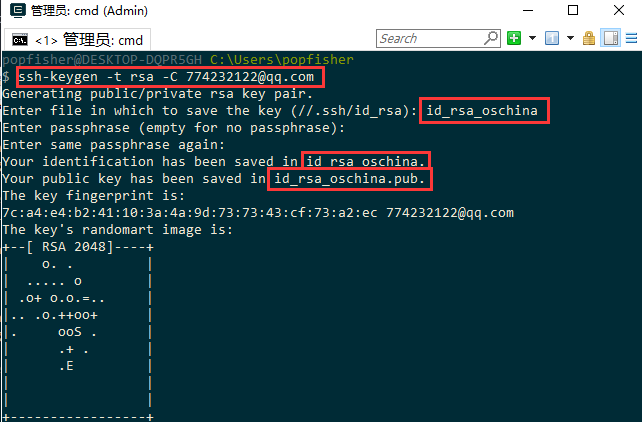 管理员: cmd (Admin)
<1> 管理员: cmd
Search
popfisher@DESKTOP-DQPR5GH C:\Users\popfisher
$ ssh-keygen -t rsa -C 774232122@qq.com
Generating public/private rsa key pair.
Enter file in which to save the key (//.ssh/id_rsa): id_rsa_oschina
Enter passphrase (empty for no passphrase):
Enter same passphrase again:
Your identification has been saved in id_rsa_oschina.
Your public key has been saved in id_rsa_oschina.pub.
The key fingerprint is:
7c:a4:e4:b2:41:10:3a:4a:9d:73:73:43:cf:73:a2:ec 774232122@qq.com
The key's randomart image is:
+--[ RSA 2048]----+
|    o. .         |
|  ..... o        |
| .o+ o.o.=..     |
|.. .o.++oo+      |
|.     ooS .      |
|      .+ .       |
|      .E         |
|                 |
|                 |
+-----------------+